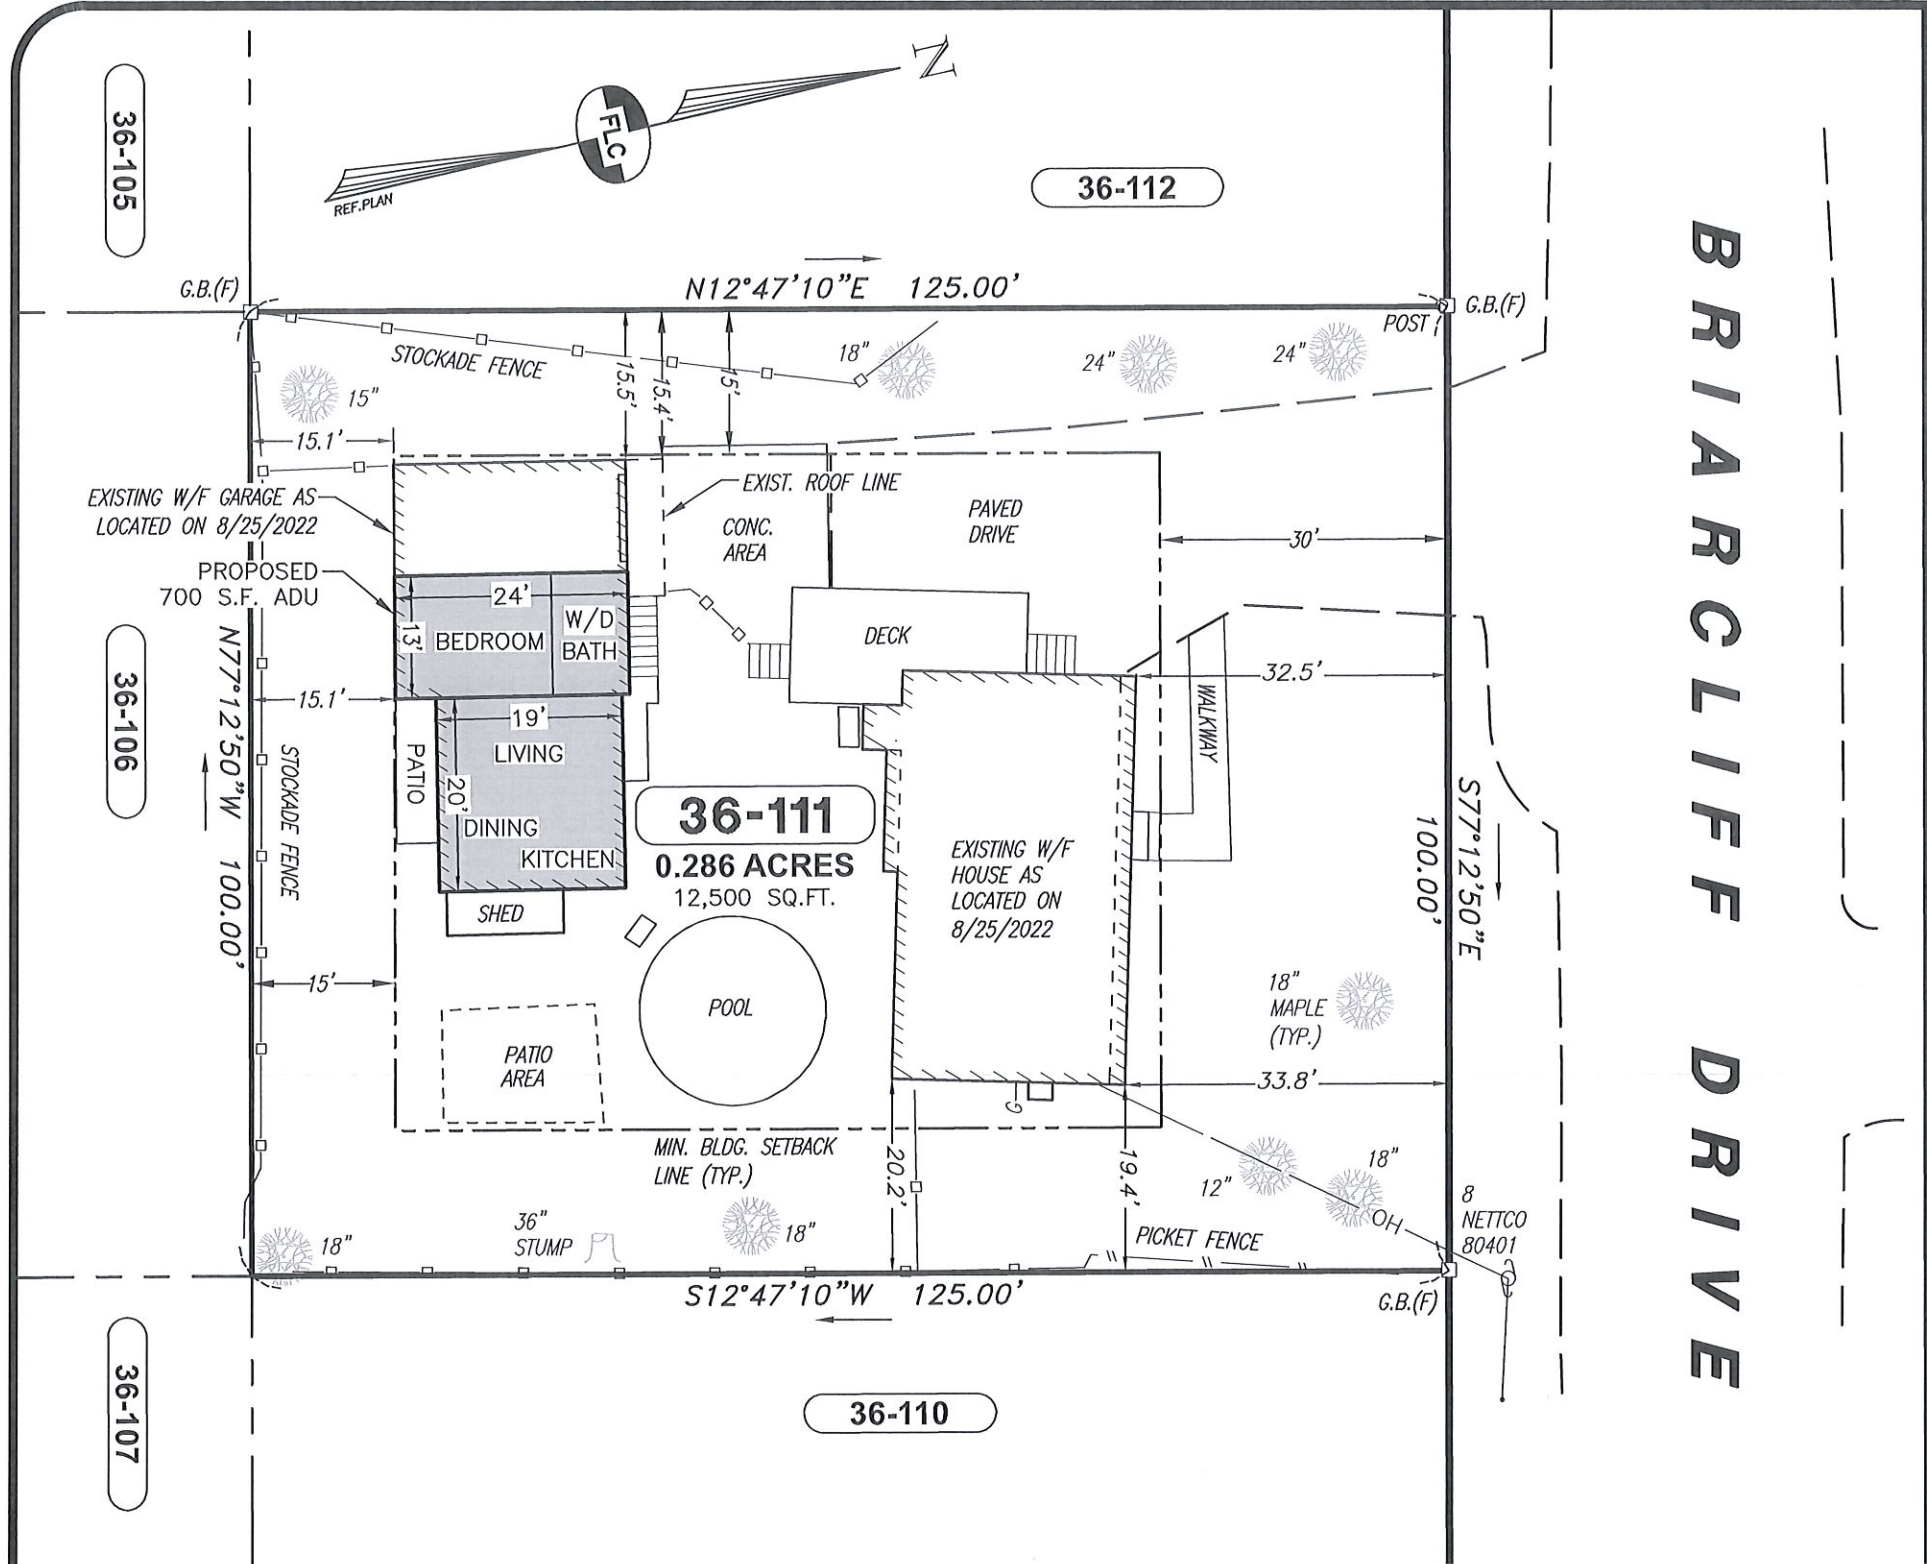 36-105
N
FLC
REF.PLAN
36-112
G.B.(F)
N12°47'10"E 125.00'
POST
G.B.(F)
STOCKADE FENCE
18"
24"
24"
15"
15.5'
15.4'
15'
15.1'
EXISTING W/F GARAGE AS
LOCATED ON 8/25/2022
EXIST. ROOF LINE
CONC.
AREA
PAVED
DRIVE
30'
PROPOSED
700 S.F. ADU
24'
13'
BEDROOM
W/D
BATH
DECK
32.5'
WALKWAY
36-106
N77°12'50"W 100.00'
STOCKADE FENCE
15.1'
PATIO
19'
LIVING
20'
DINING
KITCHEN
36-111
0.286 ACRES
12,500 SQ.FT.
EXISTING W/F
HOUSE AS
LOCATED ON
8/25/2022
S77°12'50"E
100.00'
BRIARCLIFF DRIVE
SHED
15'
POOL
PATIO
AREA
18"
MAPLE
(TYP.)
33.8'
G
MIN. BLDG. SETBACK
LINE (TYP.)
20.2'
19.4'
12"
18"
OH
8
NETTCO
80401
18"
36"
STUMP
18"
PICKET FENCE
S12°47'10"W 125.00'
G.B.(F)
36-107
36-110